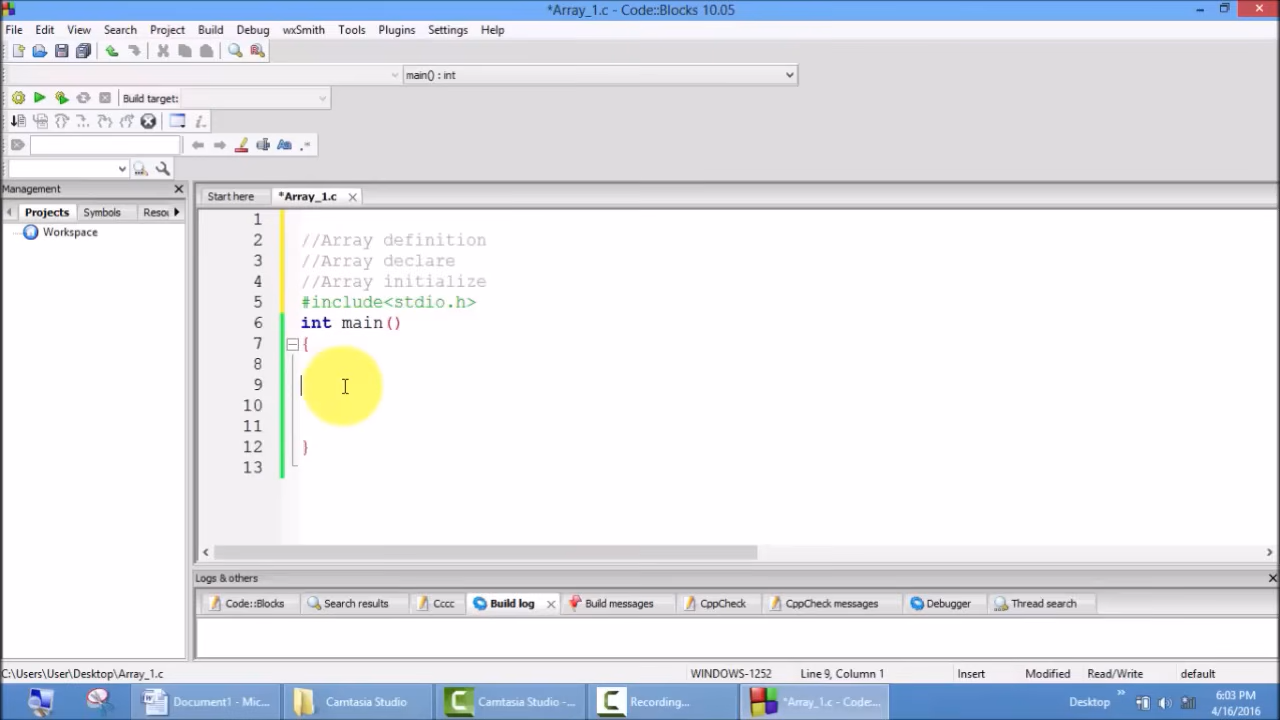 *Array_1.c - Code::Blocks 10.05
File Edit View Search Project Build Debug wxSmith Tools Plugins Settings Help
main() : int
Build target:
Management
Projects Symbols Resou
Workspace
Start here *Array_1.c
1
2 //Array definition
3 //Array declare
4 //Array initialize
5 #include<stdio.h>
6 int main()
7 {
8
9
10
11
12 }
13
Logs & others
Code::Blocks Search results Cccc Build log Build messages CppCheck CppCheck messages Debugger Thread search
C:\Users\User\Desktop\Array_1.c WINDOWS-1252 Line 9, Column 1 Insert Modified Read/Write default
Document1 - Mic... Camtasia Studio Camtasia Studio -... Recording... *Array_1.c - Code:... Desktop 6:03 PM
4/16/2016